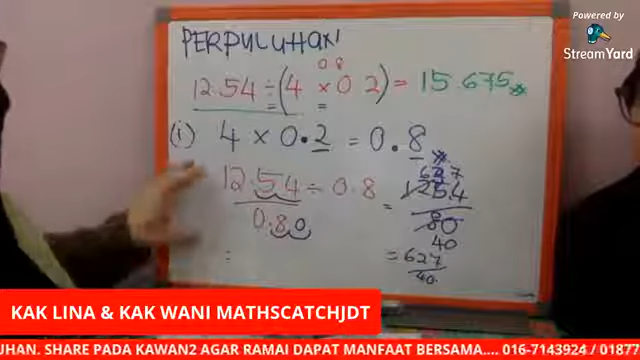 Powered by
StreamYard
PERPULUHAN
0 8
12.54 ÷ (4 × 0 2) = 15.675
(i) 4 × 0.2 = 0.8
12.54 ÷ 0.8
0.80
=
=
627
1254
80
40
= 627
40
KAK LINA & KAK WANI MATHSCATCHJDT
UHAN. SHARE PADA KAWAN2 AGAR RAMAI DAPAT MANFAAT BERSAMA.... 016-7143924 / 01877